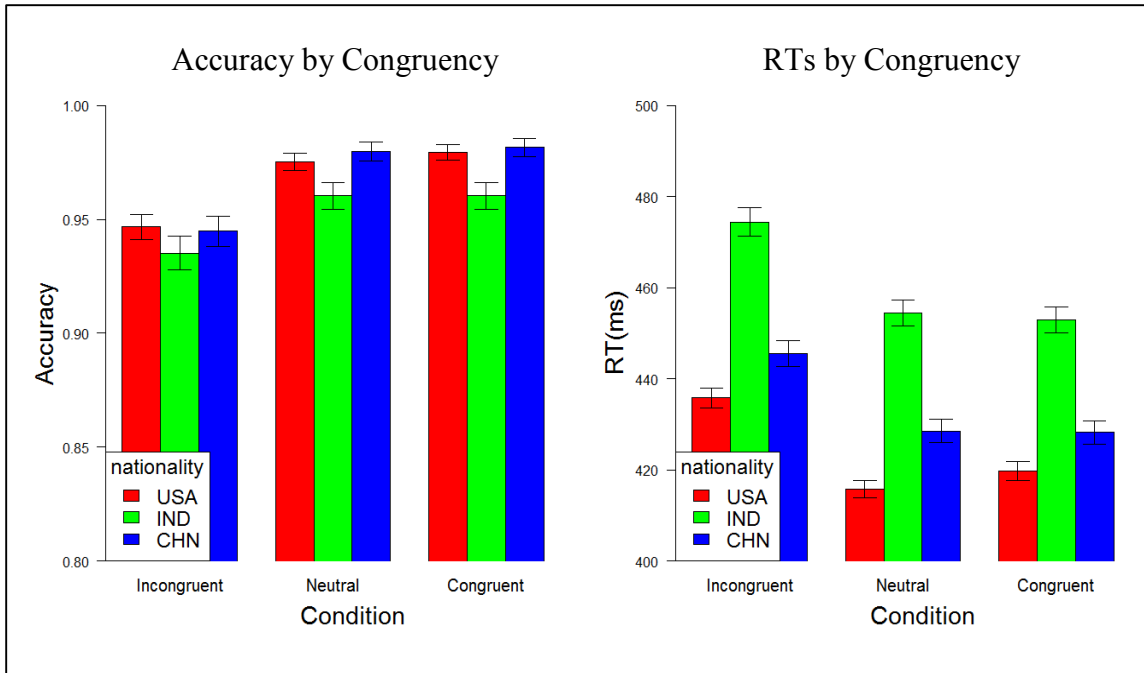 Accuracy by Congruency
1.00
0.95
0.90
0.85
0.80
Accuracy
nationality
USA
IND
CHN
Incongruent Neutral Congruent
Condition
RTs by Congruency
500
480
460
440
420
400
RT(ms)
nationality
USA
IND
CHN
Incongruent Neutral Congruent
Condition